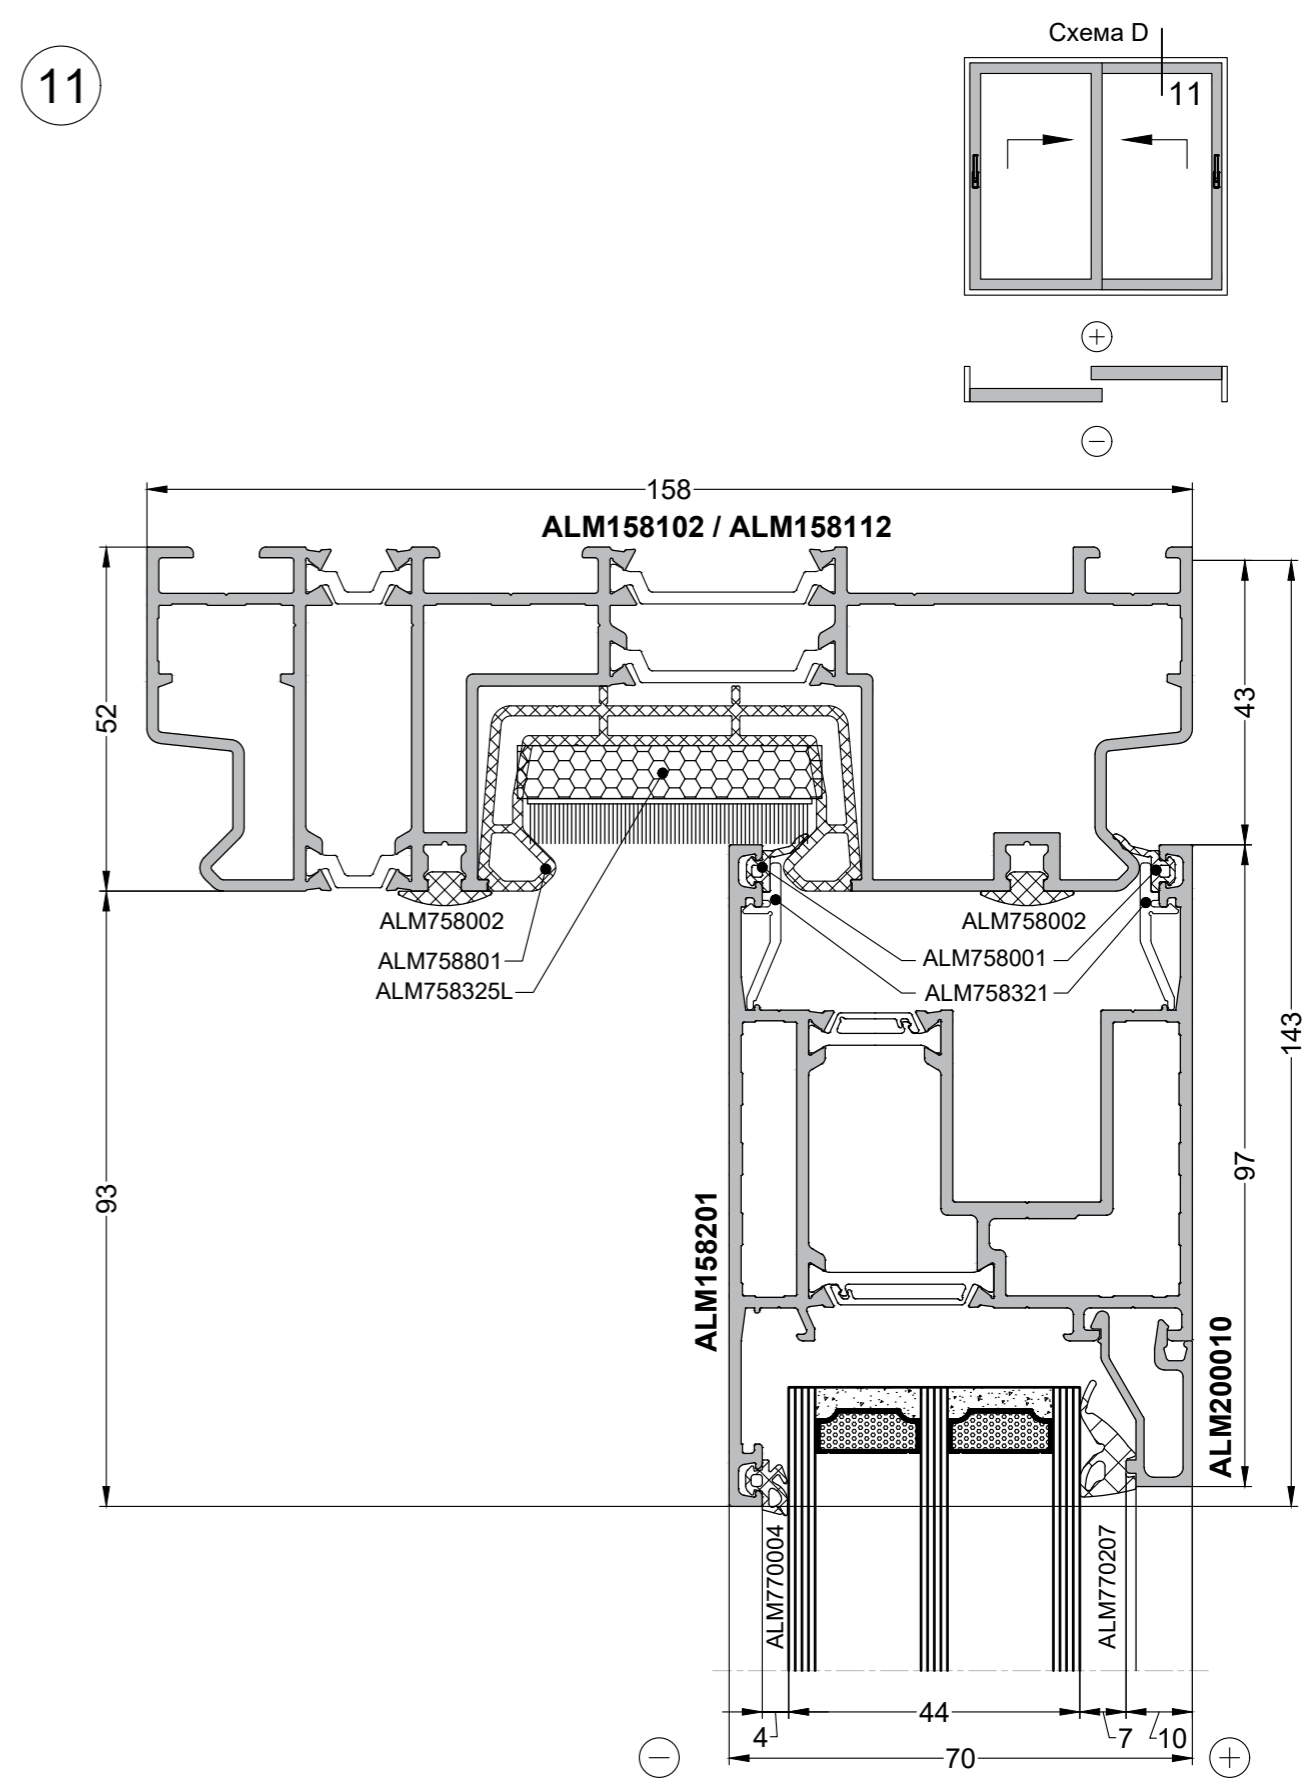 11
Схема D
11
+
−
158
ALM158102 / ALM158112
52
43
ALM758002
ALM758002
ALM758801
ALM758001
ALM758325L
ALM758321
143
93
97
ALM158201
ALM200010
ALM770004
ALM770207
44
4
7
10
70
−
+